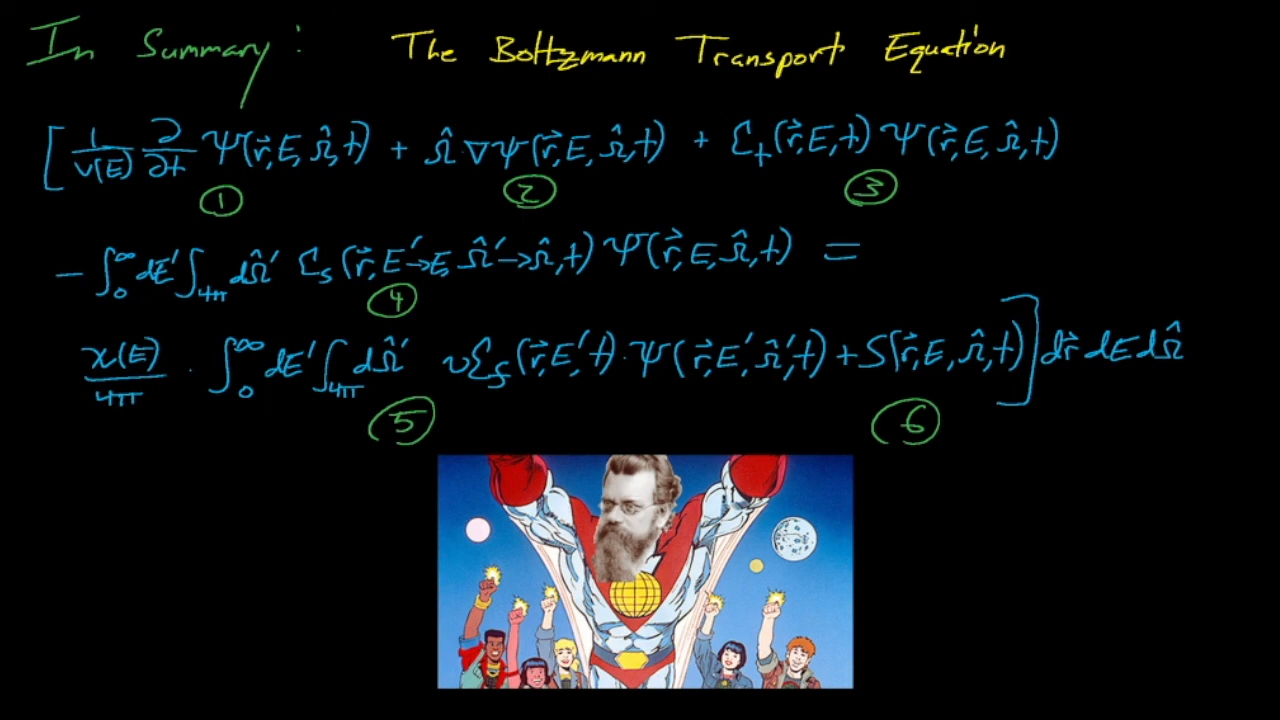 In Summary: The Boltzmann Transport Equation
[ 1/v(E) ∂/∂t Ψ(r⃗, E, Ω̂, t) + Ω̂ ∇Ψ(r⃗, E, Ω̂, t) + Σₜ(r⃗, E, t) Ψ(r⃗, E, Ω̂, t)
① ② ③
− ∫₀^∞ dE′ ∫₄π dΩ̂′ Σₛ(r⃗, E′→E, Ω̂′→Ω̂, t) Ψ(r⃗, E, Ω̂, t) =
④
χ(E)/4π · ∫₀^∞ dE′ ∫₄π dΩ̂′ νΣf(r⃗, E′, t) · Ψ(r⃗, E′, Ω̂′, t) + S(r⃗, E, Ω̂, t) ] dr⃗ dE dΩ̂
⑤ ⑥